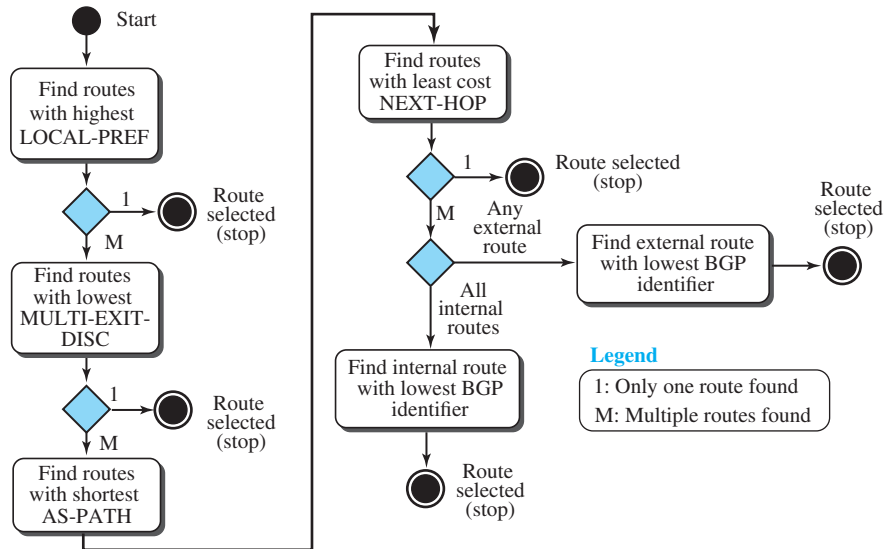 Start
Find routes
with highest
LOCAL-PREF
1
Route
selected
(stop)
M
Find routes
with lowest
MULTI-EXIT-
DISC
1
Route
selected
(stop)
M
Find routes
with shortest
AS-PATH
Find routes
with least cost
NEXT-HOP
1
Route selected
(stop)
M
Any
external
route
Find external route
with lowest BGP
identifier
Route
selected
(stop)
All
internal
routes
Find internal route
with lowest BGP
identifier
Route
selected
(stop)
Legend
1: Only one route found
M: Multiple routes found